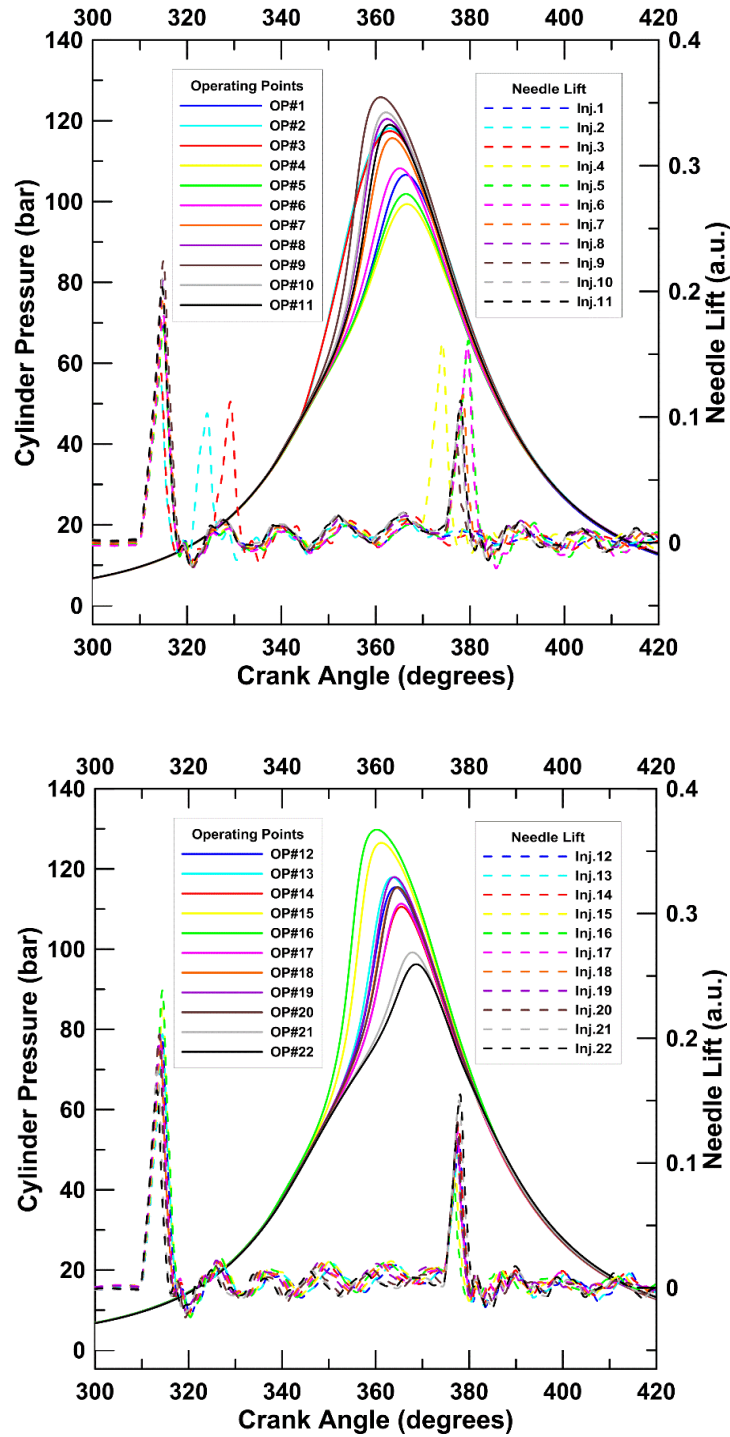 300 320 340 360 380 400 420
140
120
100
80
60
40
20
0
Cylinder Pressure (bar)
0.4
0.3
0.2
0.1
0
Needle Lift (a.u.)
Operating Points
OP#1
OP#2
OP#3
OP#4
OP#5
OP#6
OP#7
OP#8
OP#9
OP#10
OP#11
Needle Lift
Inj.1
Inj.2
Inj.3
Inj.4
Inj.5
Inj.6
Inj.7
Inj.8
Inj.9
Inj.10
Inj.11
300 320 340 360 380 400 420
Crank Angle (degrees)
300 320 340 360 380 400 420
140
120
100
80
60
40
20
0
Cylinder Pressure (bar)
0.4
0.3
0.2
0.1
0
Needle Lift (a.u.)
Operating Points
OP#12
OP#13
OP#14
OP#15
OP#16
OP#17
OP#18
OP#19
OP#20
OP#21
OP#22
Needle Lift
Inj.12
Inj.13
Inj.14
Inj.15
Inj.16
Inj.17
Inj.18
Inj.19
Inj.20
Inj.21
Inj.22
300 320 340 360 380 400 420
Crank Angle (degrees)